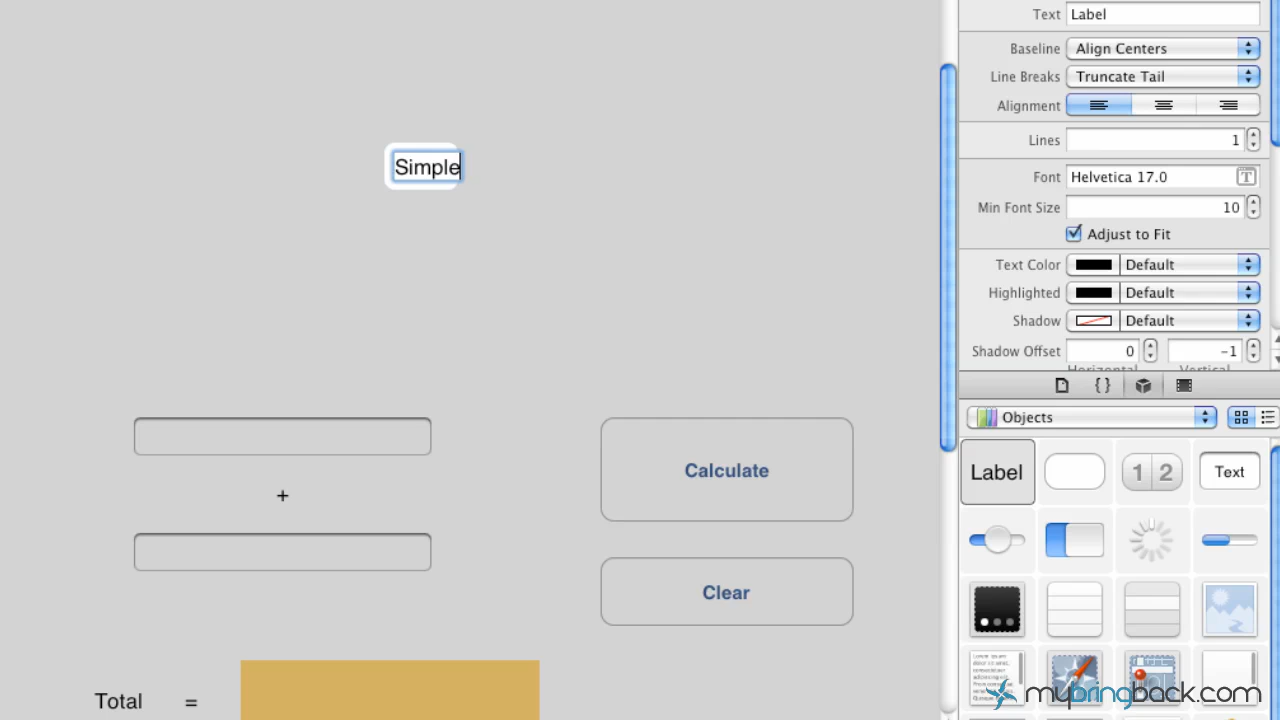 Text Label
Baseline Align Centers
Line Breaks Truncate Tail
Alignment
Lines 1
Simple
Font Helvetica 17.0 T
Min Font Size 10
Adjust to Fit
Text Color Default
Highlighted Default
Shadow Default
Shadow Offset 0 -1
Horizontal Vertical
{ }
Objects
Calculate
Label 1 2 Text
+
Clear
Total =
mybringback.com